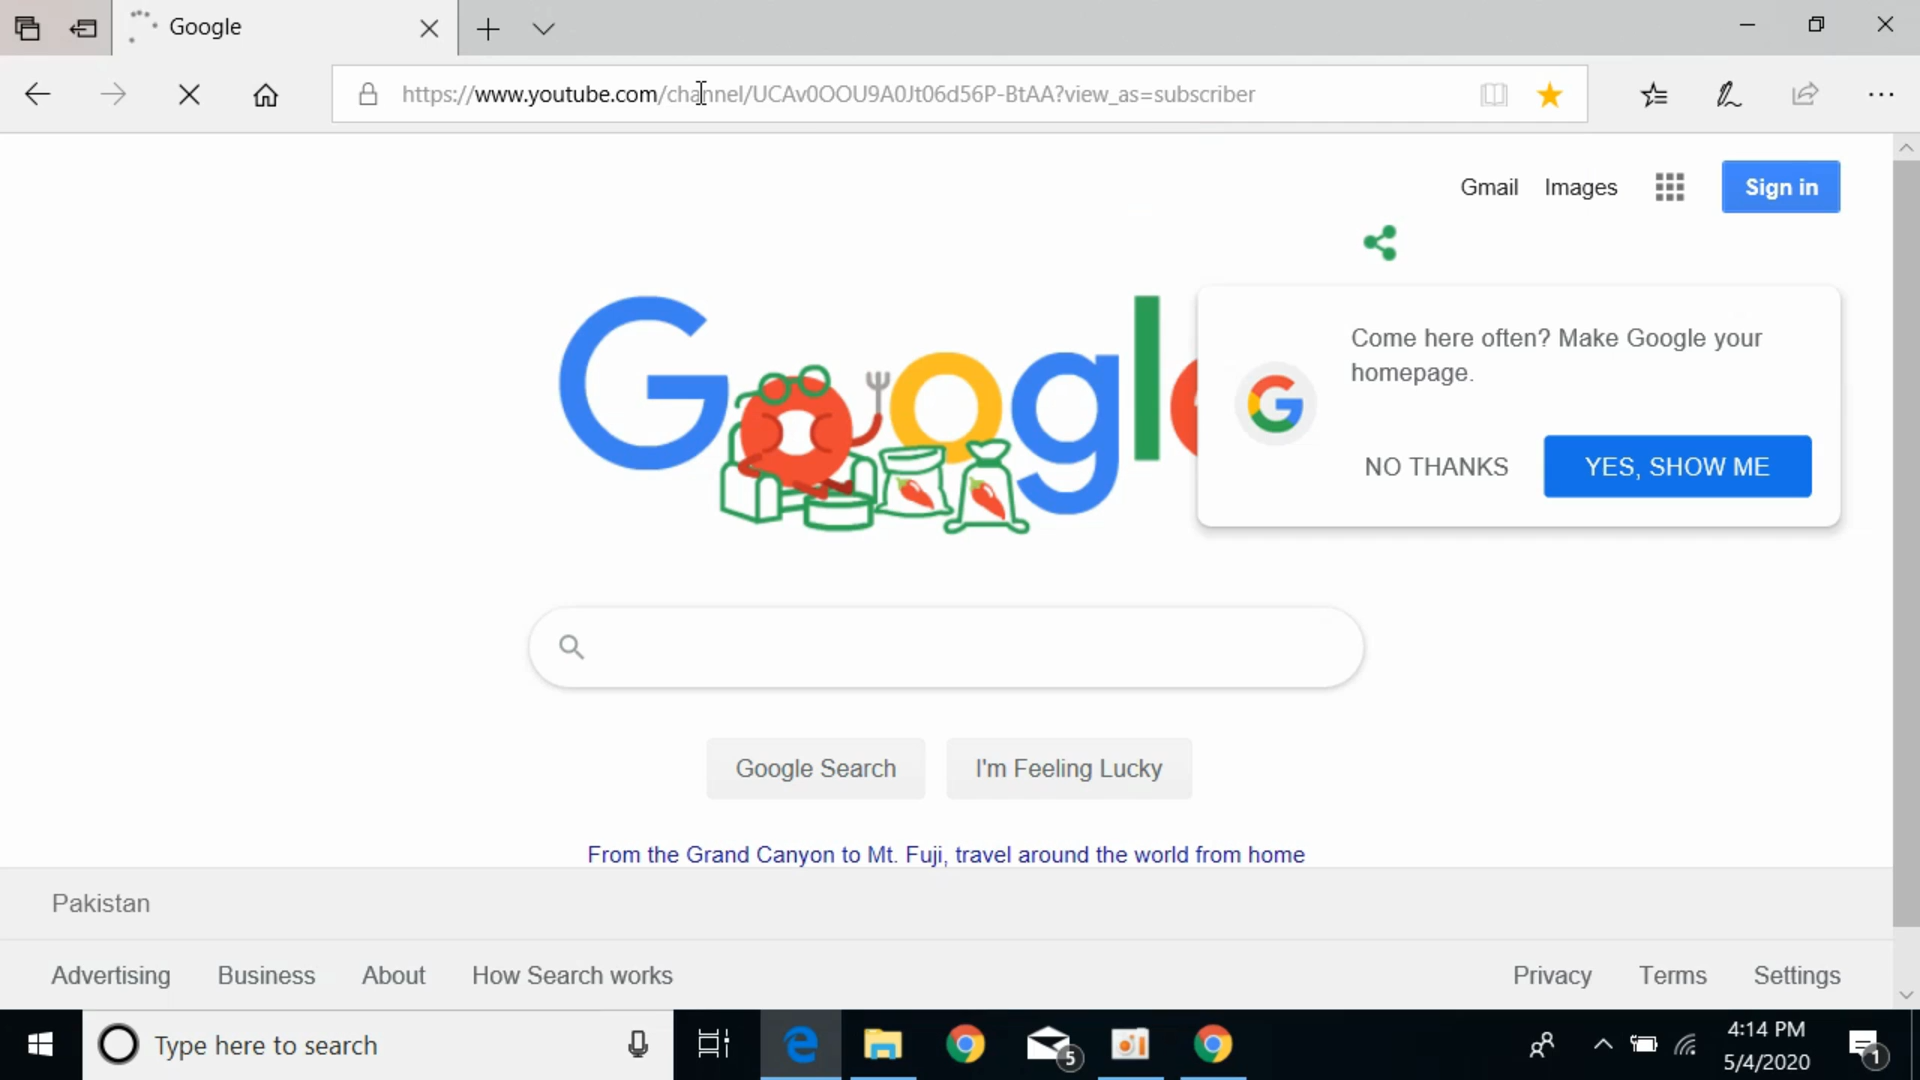 Google
https://www.youtube.com/channel/UCAv0OOU9A0Jt06d56P-BtAA?view_as=subscriber
Gmail Images Sign in
Google
Come here often? Make Google your
homepage.
NO THANKS YES, SHOW ME
Google Search I'm Feeling Lucky
From the Grand Canyon to Mt. Fuji, travel around the world from home
Pakistan
Advertising Business About How Search works Privacy Terms Settings
Type here to search
5
4:14 PM
5/4/2020
1